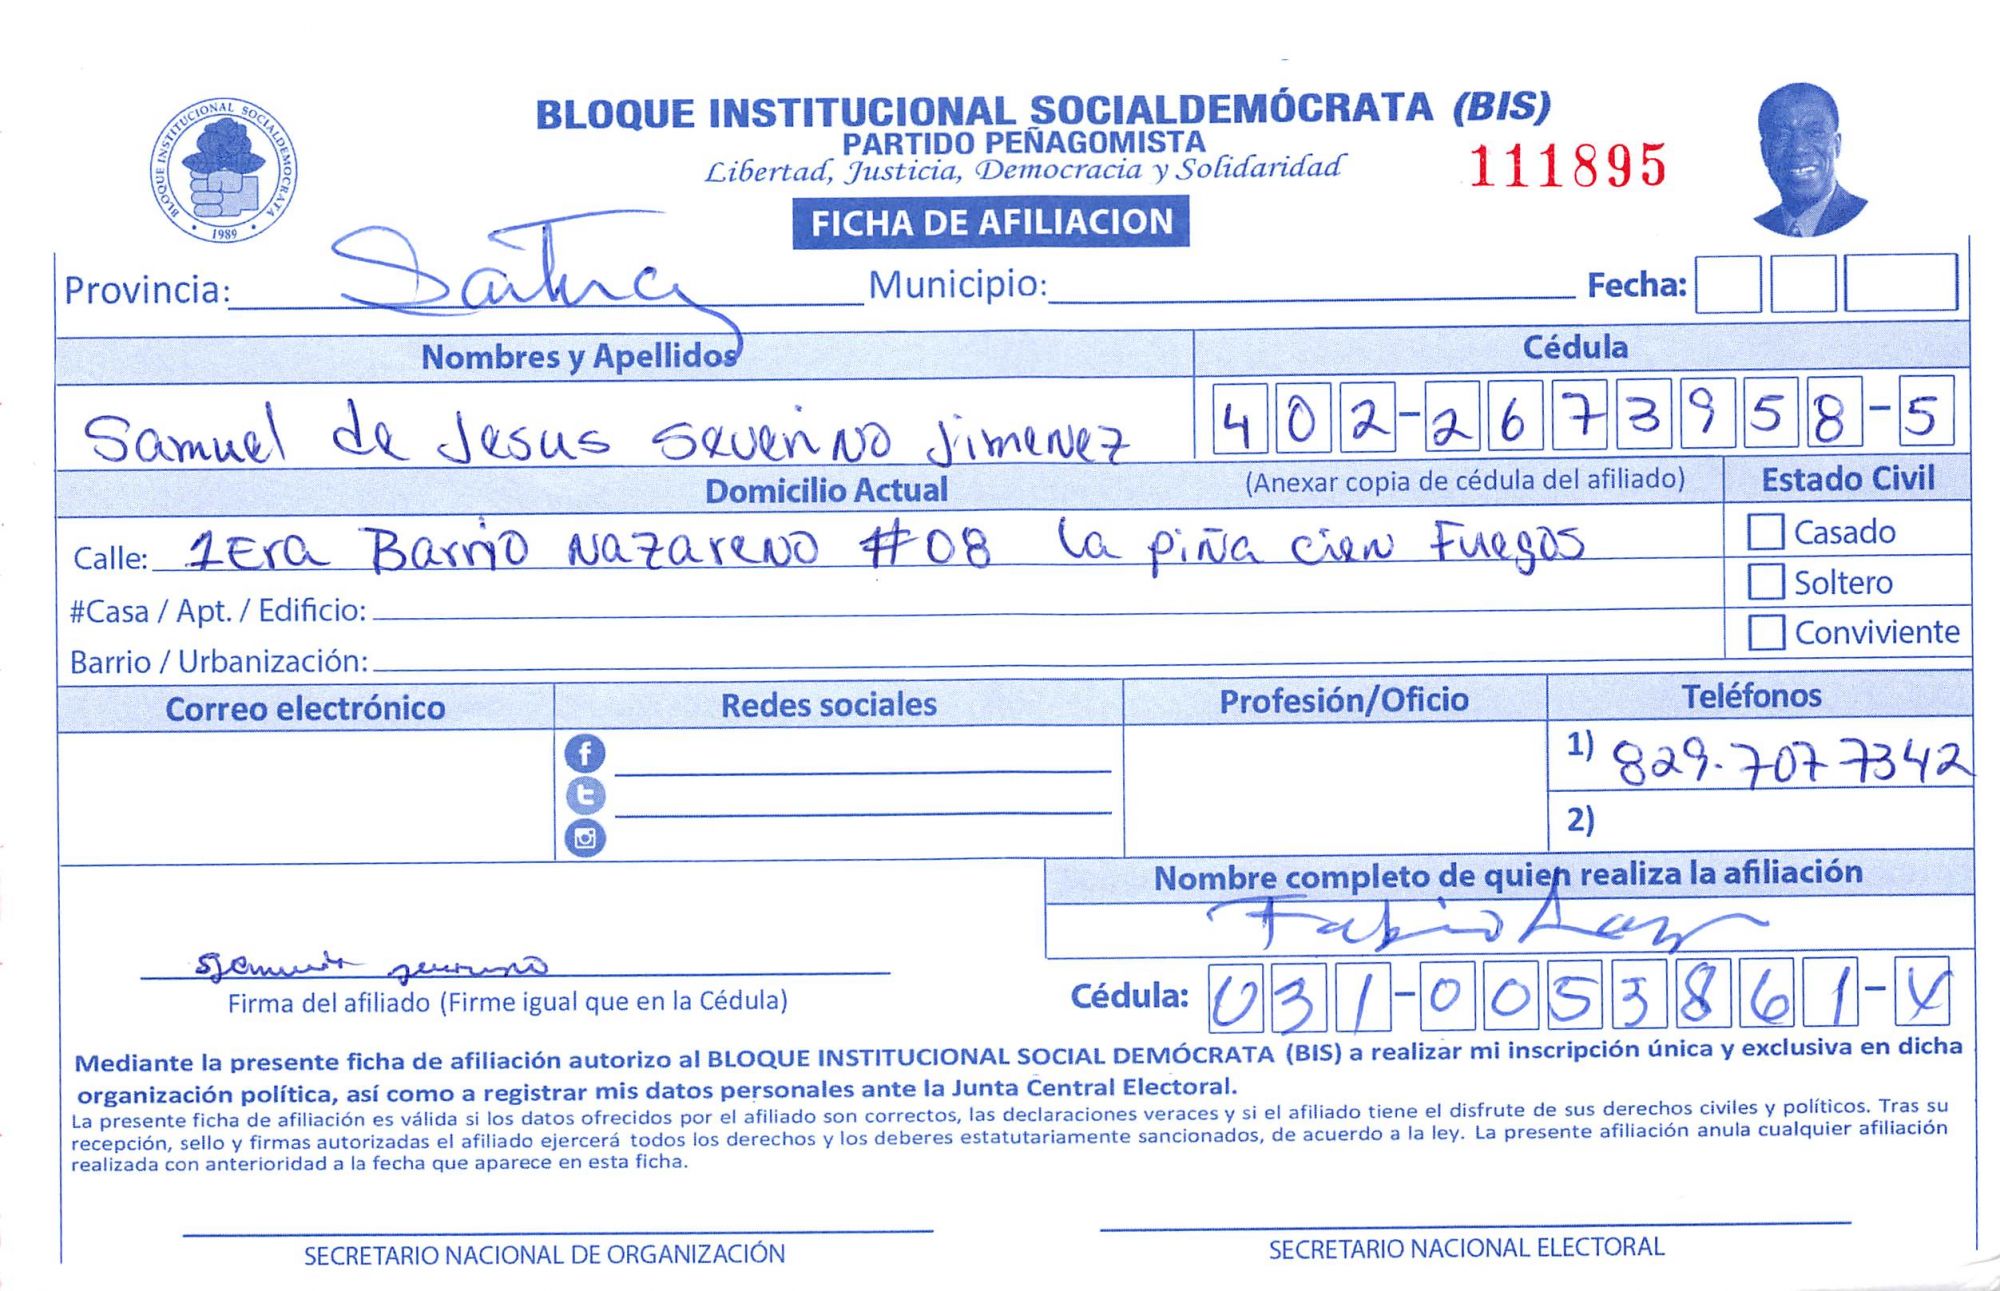 BLOQUE INSTITUCIONAL SOCIALDEMÓCRATA (BIS)
PARTIDO PEÑAGOMISTA
Libertad, Justicia, Democracia y Solidaridad
111895
BLOQUE INSTITUCIONAL SOCIALDEMOCRATA
1989
FICHA DE AFILIACION
Provincia: Municipio: Fecha:
Nombres y Apellidos Cédula
Samuel de Jesus Severino Jimenez 402-2673958-5
Domicilio Actual (Anexar copia de cédula del afiliado) Estado Civil
Calle: 1Era Barrio Nazareno #08 la piña cien Fuegos Casado
#Casa / Apt. / Edificio: Soltero
Barrio / Urbanización: Conviviente
Correo electrónico Redes sociales Profesión/Oficio Teléfonos
1) 829-707 7342
2)
Nombre completo de quien realiza la afiliación
Fabio
Firma del afiliado (Firme igual que en la Cédula)
Cédula: 031-0053861-
Mediante la presente ficha de afiliación autorizo al BLOQUE INSTITUCIONAL SOCIAL DEMÓCRATA (BIS) a realizar mi inscripción única y exclusiva en dicha
organización política, así como a registrar mis datos personales ante la Junta Central Electoral.
La presente ficha de afiliación es válida si los datos ofrecidos por el afiliado son correctos, las declaraciones veraces y si el afiliado tiene el disfrute de sus derechos civiles y políticos. Tras su
recepción, sello y firmas autorizadas el afiliado ejercerá todos los derechos y los deberes estatutariamente sancionados, de acuerdo a la ley. La presente afiliación anula cualquier afiliación
realizada con anterioridad a la fecha que aparece en esta ficha.
SECRETARIO NACIONAL DE ORGANIZACIÓN SECRETARIO NACIONAL ELECTORAL